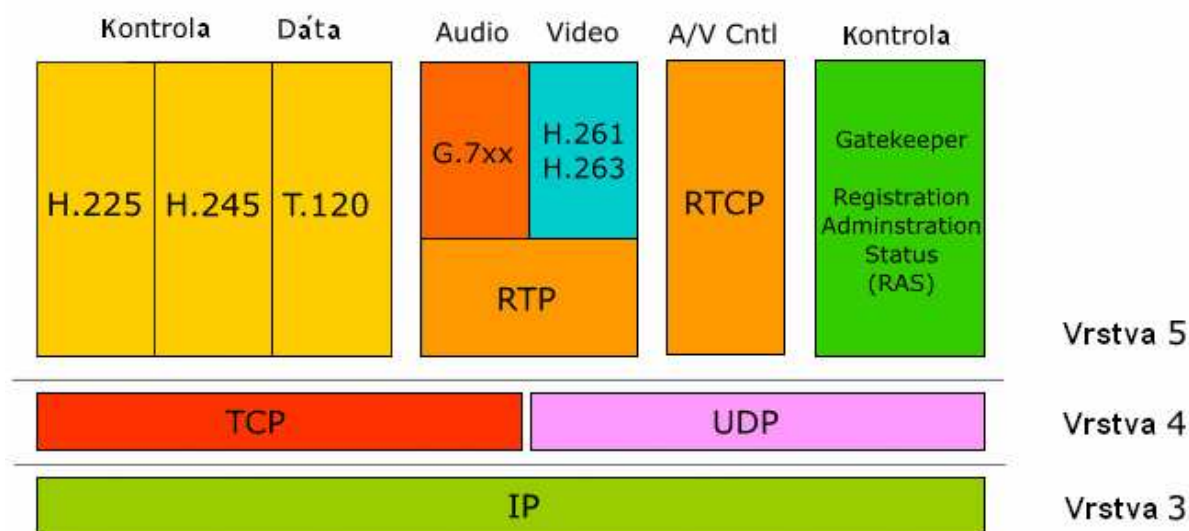 Kontrola Dáta Audio Video A/V Cntl Kontrola
H.225 H.245 T.120
G.7xx
H.261
H.263
RTP
RTCP
Gatekeeper
Registration
Adminstration
Status
(RAS)
Vrstva 5
TCP UDP Vrstva 4
IP Vrstva 3